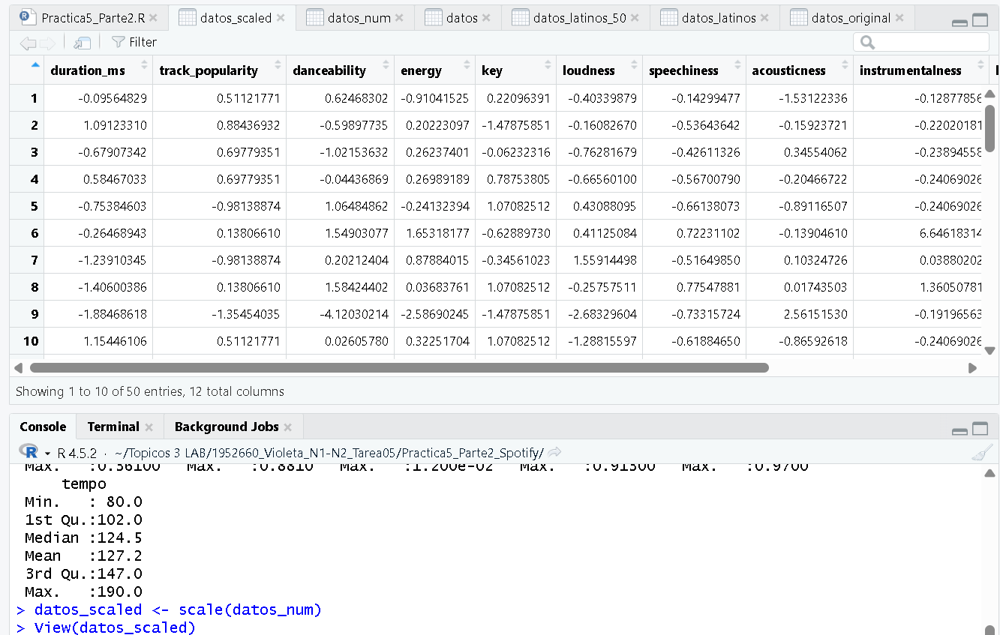 Practica5_Parte2.R datos_scaled datos_num datos datos_latinos_50 datos_latinos datos_original
Filter
duration_ms track_popularity danceability energy key loudness speechiness acousticness instrumentalness
1 -0.09564829 0.51121771 0.62468302 -0.91041525 0.22096391 -0.40339879 -0.14299477 -1.53122336 -0.12877856
2 1.09123310 0.88436932 -0.59897735 0.20223097 -1.47875851 -0.16082670 -0.53643642 -0.15923721 -0.22020181
3 -0.67907342 0.69779351 -1.02153632 0.26237401 -0.06232316 -0.76281679 -0.42611326 0.34554062 -0.23894558
4 0.58467033 0.69779351 -0.04436869 0.26989189 0.78753805 -0.66560100 -0.56700790 -0.20466722 -0.24069026
5 -0.75384603 -0.98138874 1.06484862 -0.24132394 1.07082512 0.43088095 -0.66138073 -0.89116507 -0.24069026
6 -0.26468943 0.13806610 1.54903077 1.65318177 -0.62889730 0.41125084 0.72231102 -0.13904610 6.64618314
7 -1.23910345 -0.98138874 0.20212404 0.87884015 -0.34561023 1.55914498 -0.51649850 0.10324726 0.03880202
8 -1.40600386 0.13806610 1.58424402 0.03683761 1.07082512 -0.25757511 0.77547881 0.01743503 1.36050781
9 -1.88468618 -1.35454035 -4.12030214 -2.58690245 -1.47875851 -2.68329604 -0.73315724 2.56151530 -0.19196563
10 1.15446106 0.51121771 0.02605780 0.32251704 1.07082512 -1.28815597 -0.61884650 -0.86592618 -0.24069026
Showing 1 to 10 of 50 entries, 12 total columns
Console Terminal Background Jobs
R 4.5.2 · ~/Topicos 3 LAB/1952660_Violeta_N1-N2_Tarea05/Practica5_Parte2_Spotify/
Max. :0.36100 Max. :0.8810 Max. :1.200e-02 Max. :0.91500 Max. :0.9700
tempo
Min. : 80.0
1st Qu.:102.0
Median :124.5
Mean :127.2
3rd Qu.:147.0
Max. :190.0
> datos_scaled <- scale(datos_num)
> View(datos_scaled)